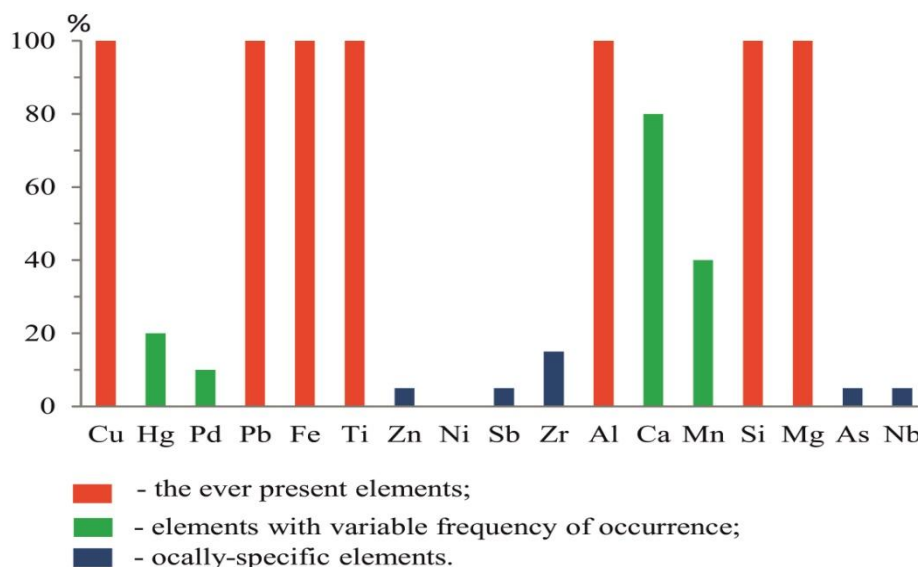 %
100
80
60
40
20
0
Cu Hg Pd Pb Fe Ti Zn Ni Sb Zr Al Ca Mn Si Mg As Nb
- the ever present elements;
- elements with variable frequency of occurrence;
- ocally-specific elements.